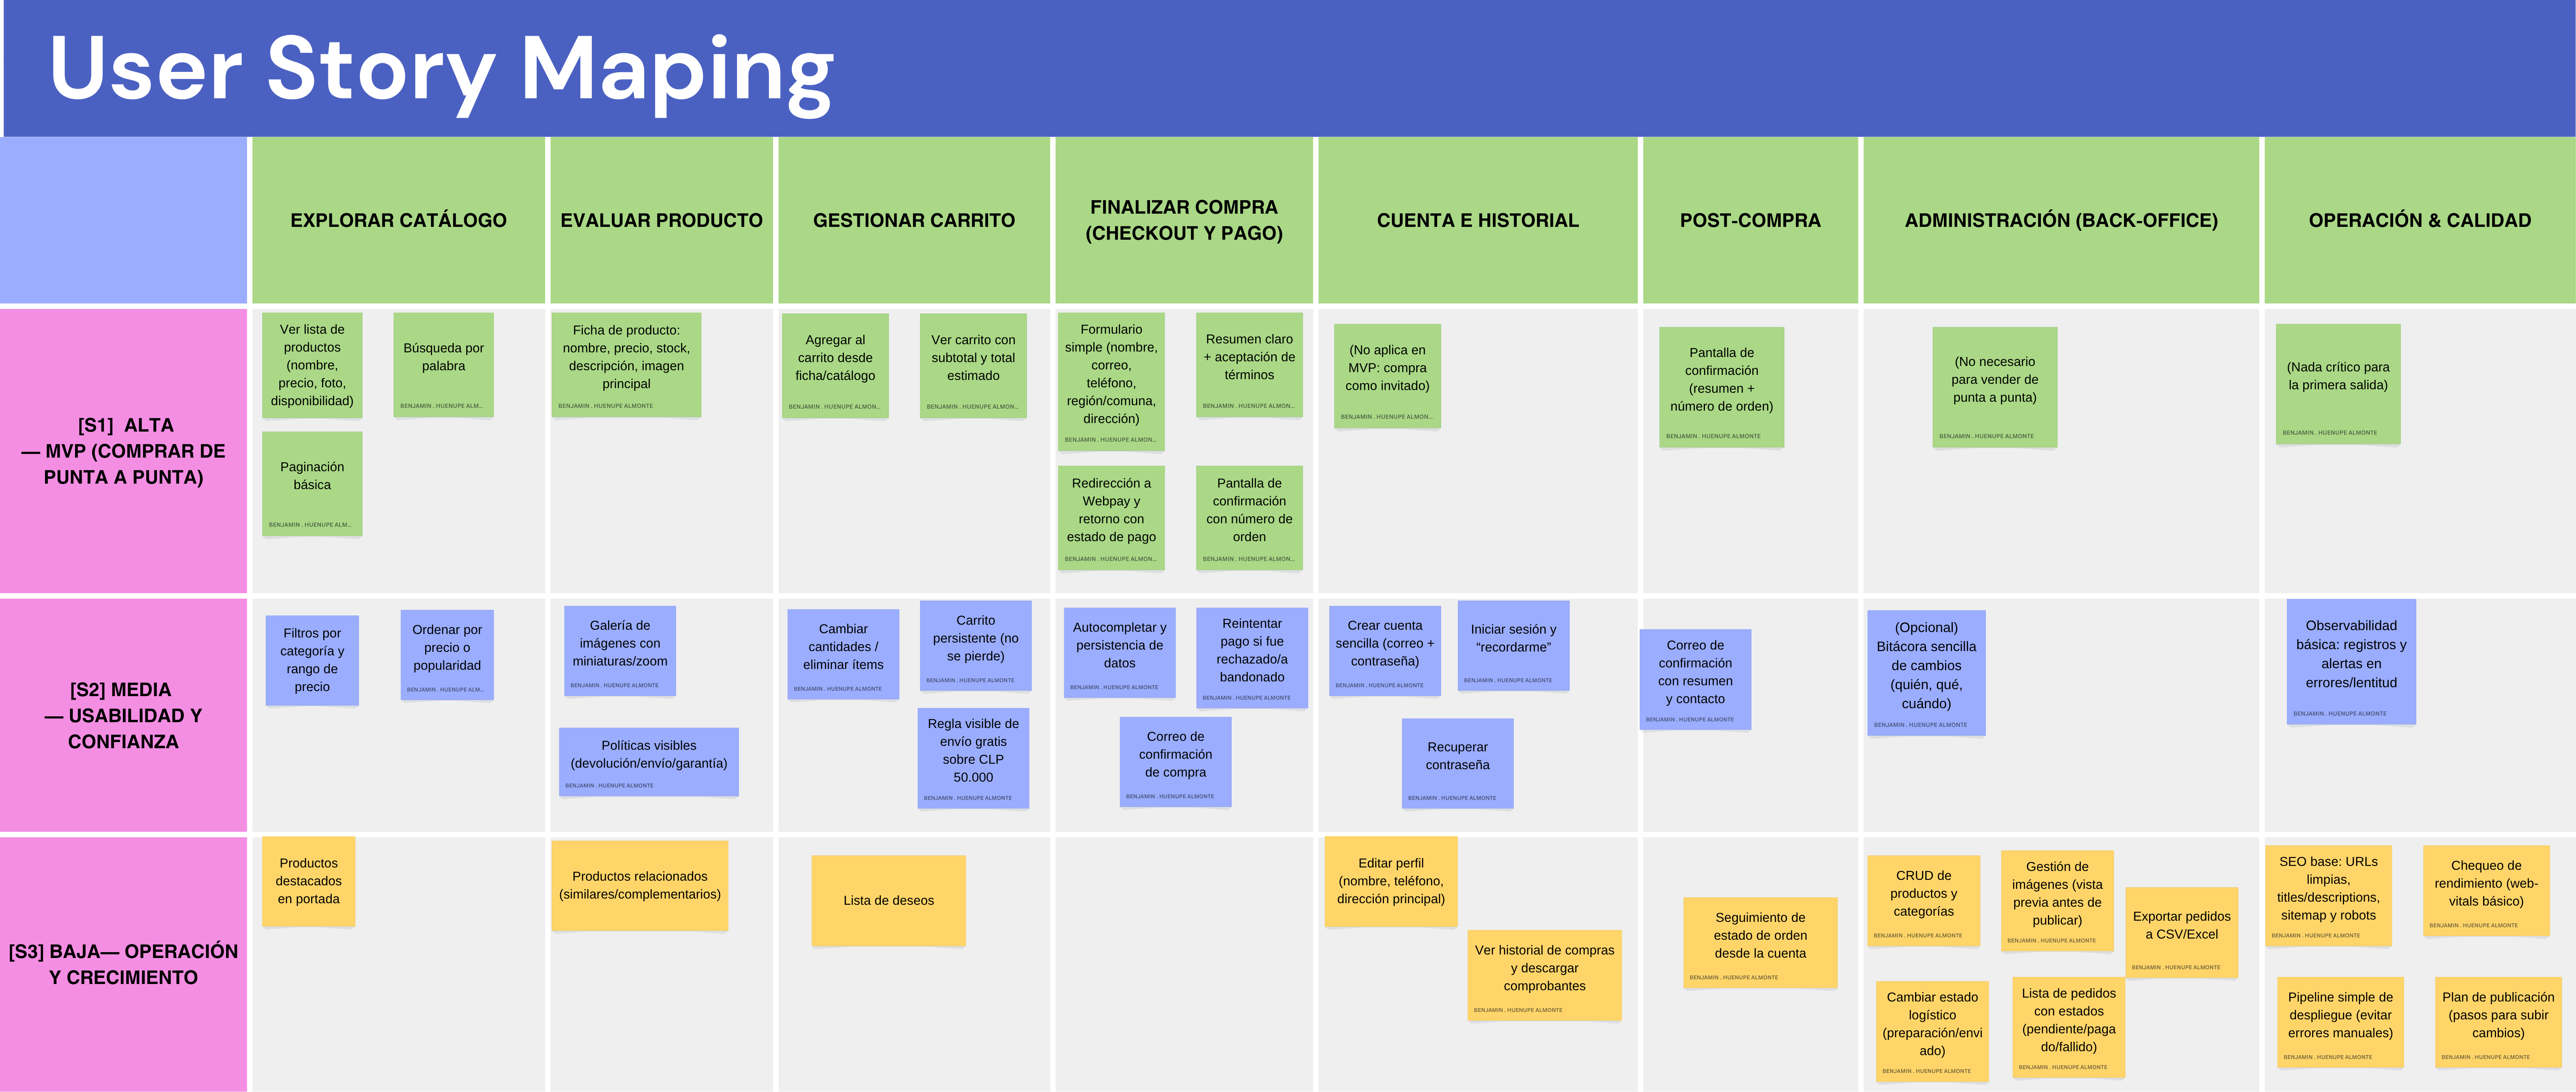 User Story Maping
EXPLORAR CATÁLOGO
EVALUAR PRODUCTO
GESTIONAR CARRITO
FINALIZAR COMPRA
(CHECKOUT Y PAGO)
CUENTA E HISTORIAL
POST-COMPRA
ADMINISTRACIÓN (BACK-OFFICE)
OPERACIÓN & CALIDAD
[S1] ALTA
— MVP (COMPRAR DE
PUNTA A PUNTA)
Ver lista de
productos
(nombre,
precio, foto,
disponibilidad)
Búsqueda por
palabra
BENJAMIN . HUENUPE ALM...
Paginación
básica
BENJAMIN . HUENUPE ALM...
Ficha de producto:
nombre, precio, stock,
descripción, imagen
principal
BENJAMIN . HUENUPE ALMONTE
Agregar al
carrito desde
ficha/catálogo
BENJAMIN . HUENUPE ALMON...
Ver carrito con
subtotal y total
estimado
BENJAMIN . HUENUPE ALMON...
Formulario
simple (nombre,
correo,
teléfono,
región/comuna,
dirección)
BENJAMIN . HUENUPE ALMON...
Resumen claro
+ aceptación de
términos
BENJAMIN . HUENUPE ALMON...
Redirección a
Webpay y
retorno con
estado de pago
BENJAMIN . HUENUPE ALMON...
Pantalla de
confirmación
con número de
orden
BENJAMIN . HUENUPE ALMON...
(No aplica en
MVP: compra
como invitado)
BENJAMIN . HUENUPE ALMON...
Pantalla de
confirmación
(resumen +
número de orden)
BENJAMIN . HUENUPE ALMONTE
(No necesario
para vender de
punta a punta)
BENJAMIN . HUENUPE ALMONTE
(Nada crítico para
la primera salida)
BENJAMIN . HUENUPE ALMONTE
[S2] MEDIA
— USABILIDAD Y
CONFIANZA
Filtros por
categoría y
rango de
precio
Ordenar por
precio o
popularidad
BENJAMIN . HUENUPE ALM...
Galería de
imágenes con
miniaturas/zoom
BENJAMIN . HUENUPE ALMONTE
Políticas visibles
(devolución/envío/garantía)
BENJAMIN . HUENUPE ALMONTE
Cambiar
cantidades /
eliminar ítems
BENJAMIN . HUENUPE ALMONTE
Carrito
persistente (no
se pierde)
BENJAMIN . HUENUPE ALMONTE
Regla visible de
envío gratis
sobre CLP
50.000
BENJAMIN . HUENUPE ALMONTE
Autocompletar y
persistencia de
datos
BENJAMIN . HUENUPE ALMONTE
Reintentar
pago si fue
rechazado/a
bandonado
BENJAMIN . HUENUPE ALMONTE
Correo de
confirmación
de compra
BENJAMIN . HUENUPE ALMONTE
Crear cuenta
sencilla (correo +
contraseña)
BENJAMIN . HUENUPE ALMONTE
Iniciar sesión y
“recordarme”
BENJAMIN . HUENUPE ALMONTE
Recuperar
contraseña
BENJAMIN . HUENUPE ALMONTE
Correo de
confirmación
con resumen
y contacto
BENJAMIN . HUENUPE ALMONTE
(Opcional)
Bitácora sencilla
de cambios
(quién, qué,
cuándo)
BENJAMIN . HUENUPE ALMONTE
Observabilidad
básica: registros y
alertas en
errores/lentitud
BENJAMIN . HUENUPE ALMONTE
[S3] BAJA— OPERACIÓN
Y CRECIMIENTO
Productos
destacados
en portada
Productos relacionados
(similares/complementarios)
Lista de deseos
Editar perfil
(nombre, teléfono,
dirección principal)
Ver historial de compras
y descargar
comprobantes
BENJAMIN . HUENUPE ALMONTE
Seguimiento de
estado de orden
desde la cuenta
BENJAMIN . HUENUPE ALMONTE
CRUD de
productos y
categorías
BENJAMIN . HUENUPE ALMONTE
Gestión de
imágenes (vista
previa antes de
publicar)
BENJAMIN . HUENUPE ALMONTE
Exportar pedidos
a CSV/Excel
BENJAMIN . HUENUPE ALMONTE
Cambiar estado
logístico
(preparación/envi
ado)
BENJAMIN . HUENUPE ALMONTE
Lista de pedidos
con estados
(pendiente/paga
do/fallido)
BENJAMIN . HUENUPE ALMONTE
SEO base: URLs
limpias,
titles/descriptions,
sitemap y robots
BENJAMIN . HUENUPE ALMONTE
Chequeo de
rendimiento (web-
vitals básico)
BENJAMIN . HUENUPE ALMONTE
Pipeline simple de
despliegue (evitar
errores manuales)
BENJAMIN . HUENUPE ALMONTE
Plan de publicación
(pasos para subir
cambios)
BENJAMIN . HUENUPE ALMONTE